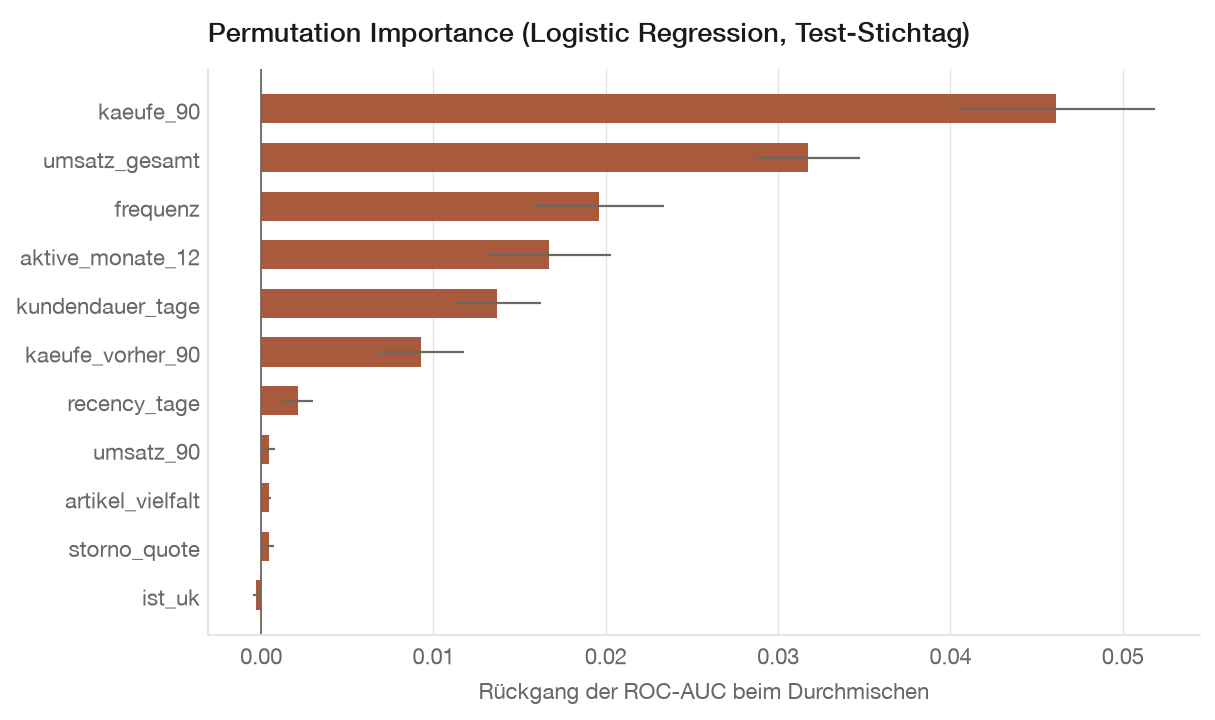 Permutation Importance (Logistic Regression, Test-Stichtag)
kaeufe_90
umsatz_gesamt
frequenz
aktive_monate_12
kundendauer_tage
kaeufe_vorher_90
recency_tage
umsatz_90
artikel_vielfalt
storno_quote
ist_uk
0.00 0.01 0.02 0.03 0.04 0.05
Rückgang der ROC-AUC beim Durchmischen